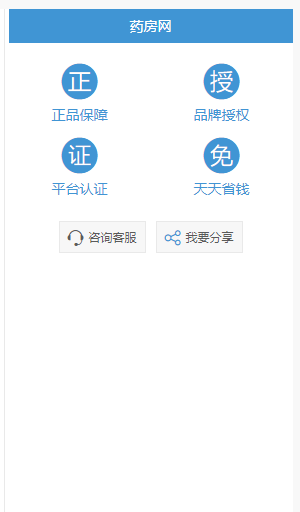 药房网
正 授
正品保障 品牌授权
证 免
平台认证 天天省钱
咨询客服 我要分享